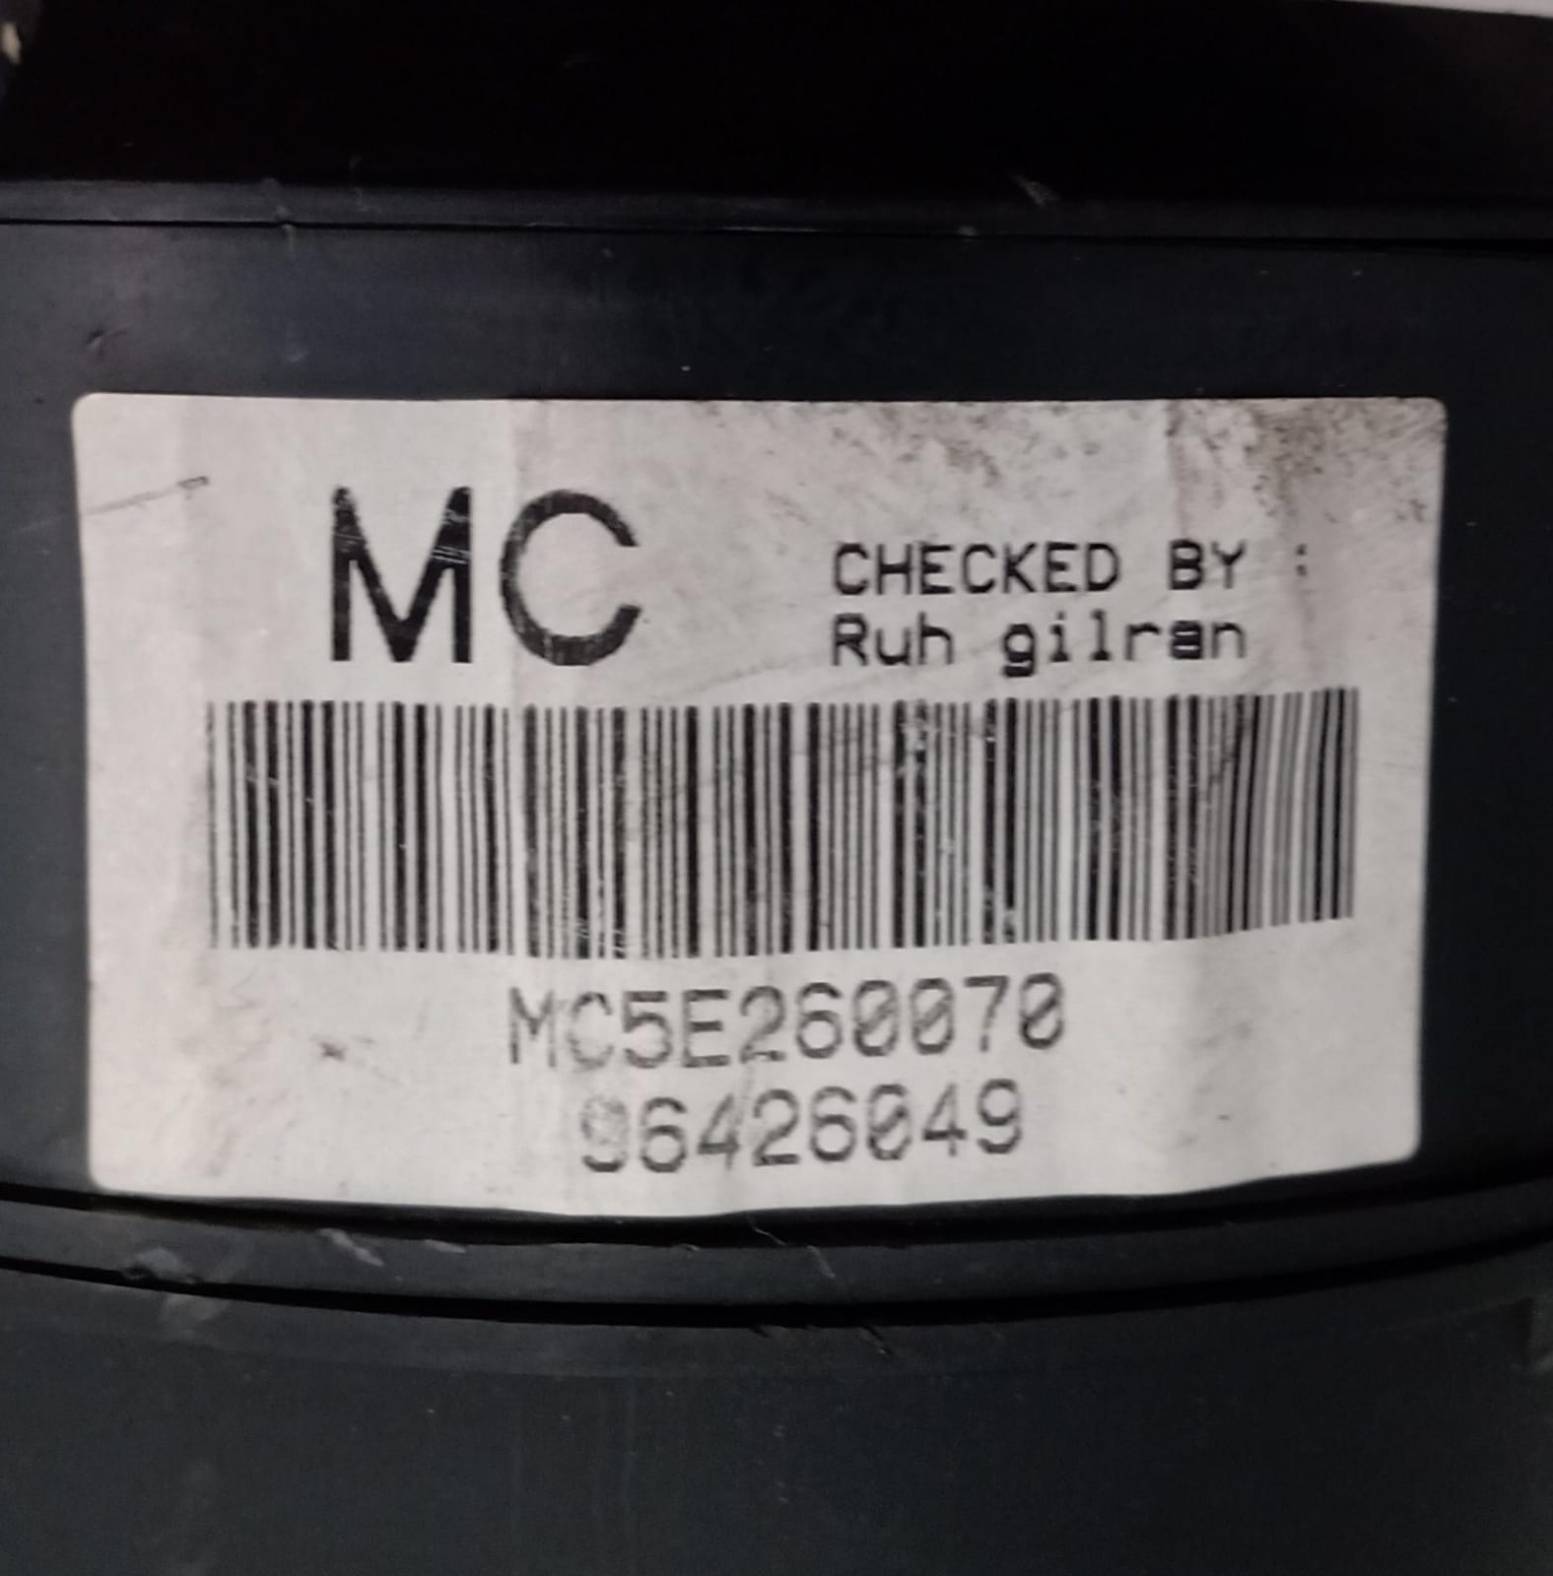 MC
CHECKED BY :
Ruh gilran
MC5E260070
96426049